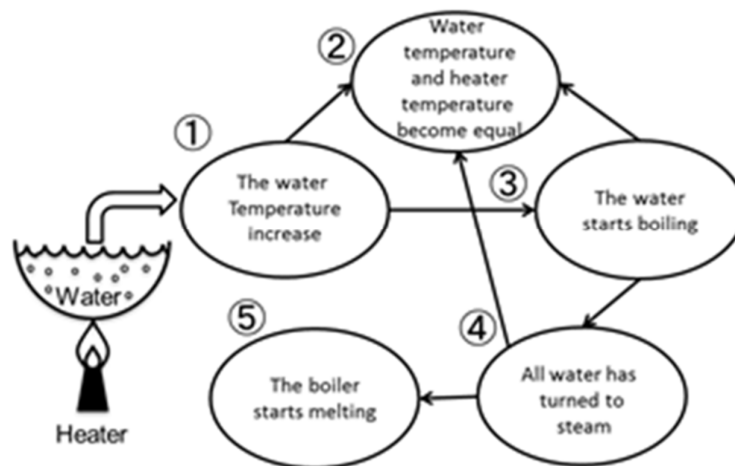 ①
The water
Temperature
increase
②
Water
temperature
and heater
temperature
become equal
③
The water
starts boiling
④
All water has
turned to
steam
⑤
The boiler
starts melting
Water
Heater